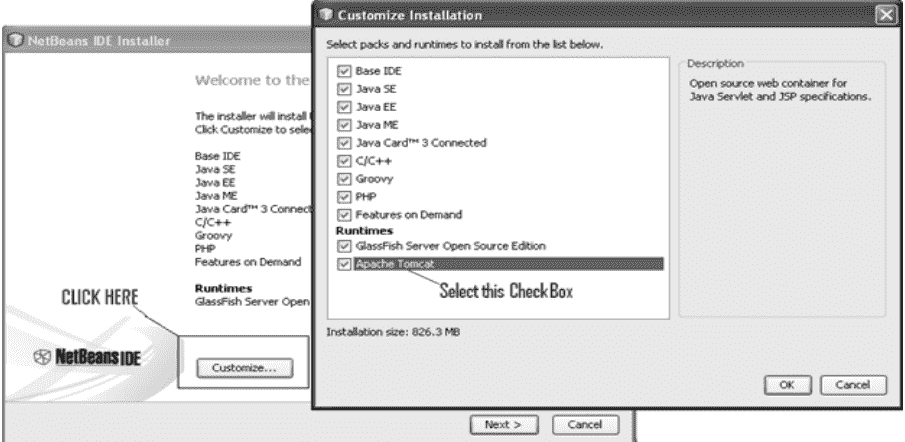 NetBeans IDE Installer
Welcome to the
The installer will install
Click Customize to sele
Base IDE
Java SE
Java EE
Java ME
Java Card™ 3 Connect
C/C++
Groovy
PHP
Features on Demand
Runtimes
GlassFish Server Open
CLICK HERE
NetBeans IDE
Customize...
Next >
Cancel
Customize Installation
Select packs and runtimes to install from the list below.
Base IDE
Java SE
Java EE
Java ME
Java Card™ 3 Connected
C/C++
Groovy
PHP
Features on Demand
Runtimes
GlassFish Server Open Source Edition
Apache Tomcat
Select this CheckBox
Installation size: 826.3 MB
Description
Open source web container for
Java Servlet and JSP specifications.
OK
Cancel